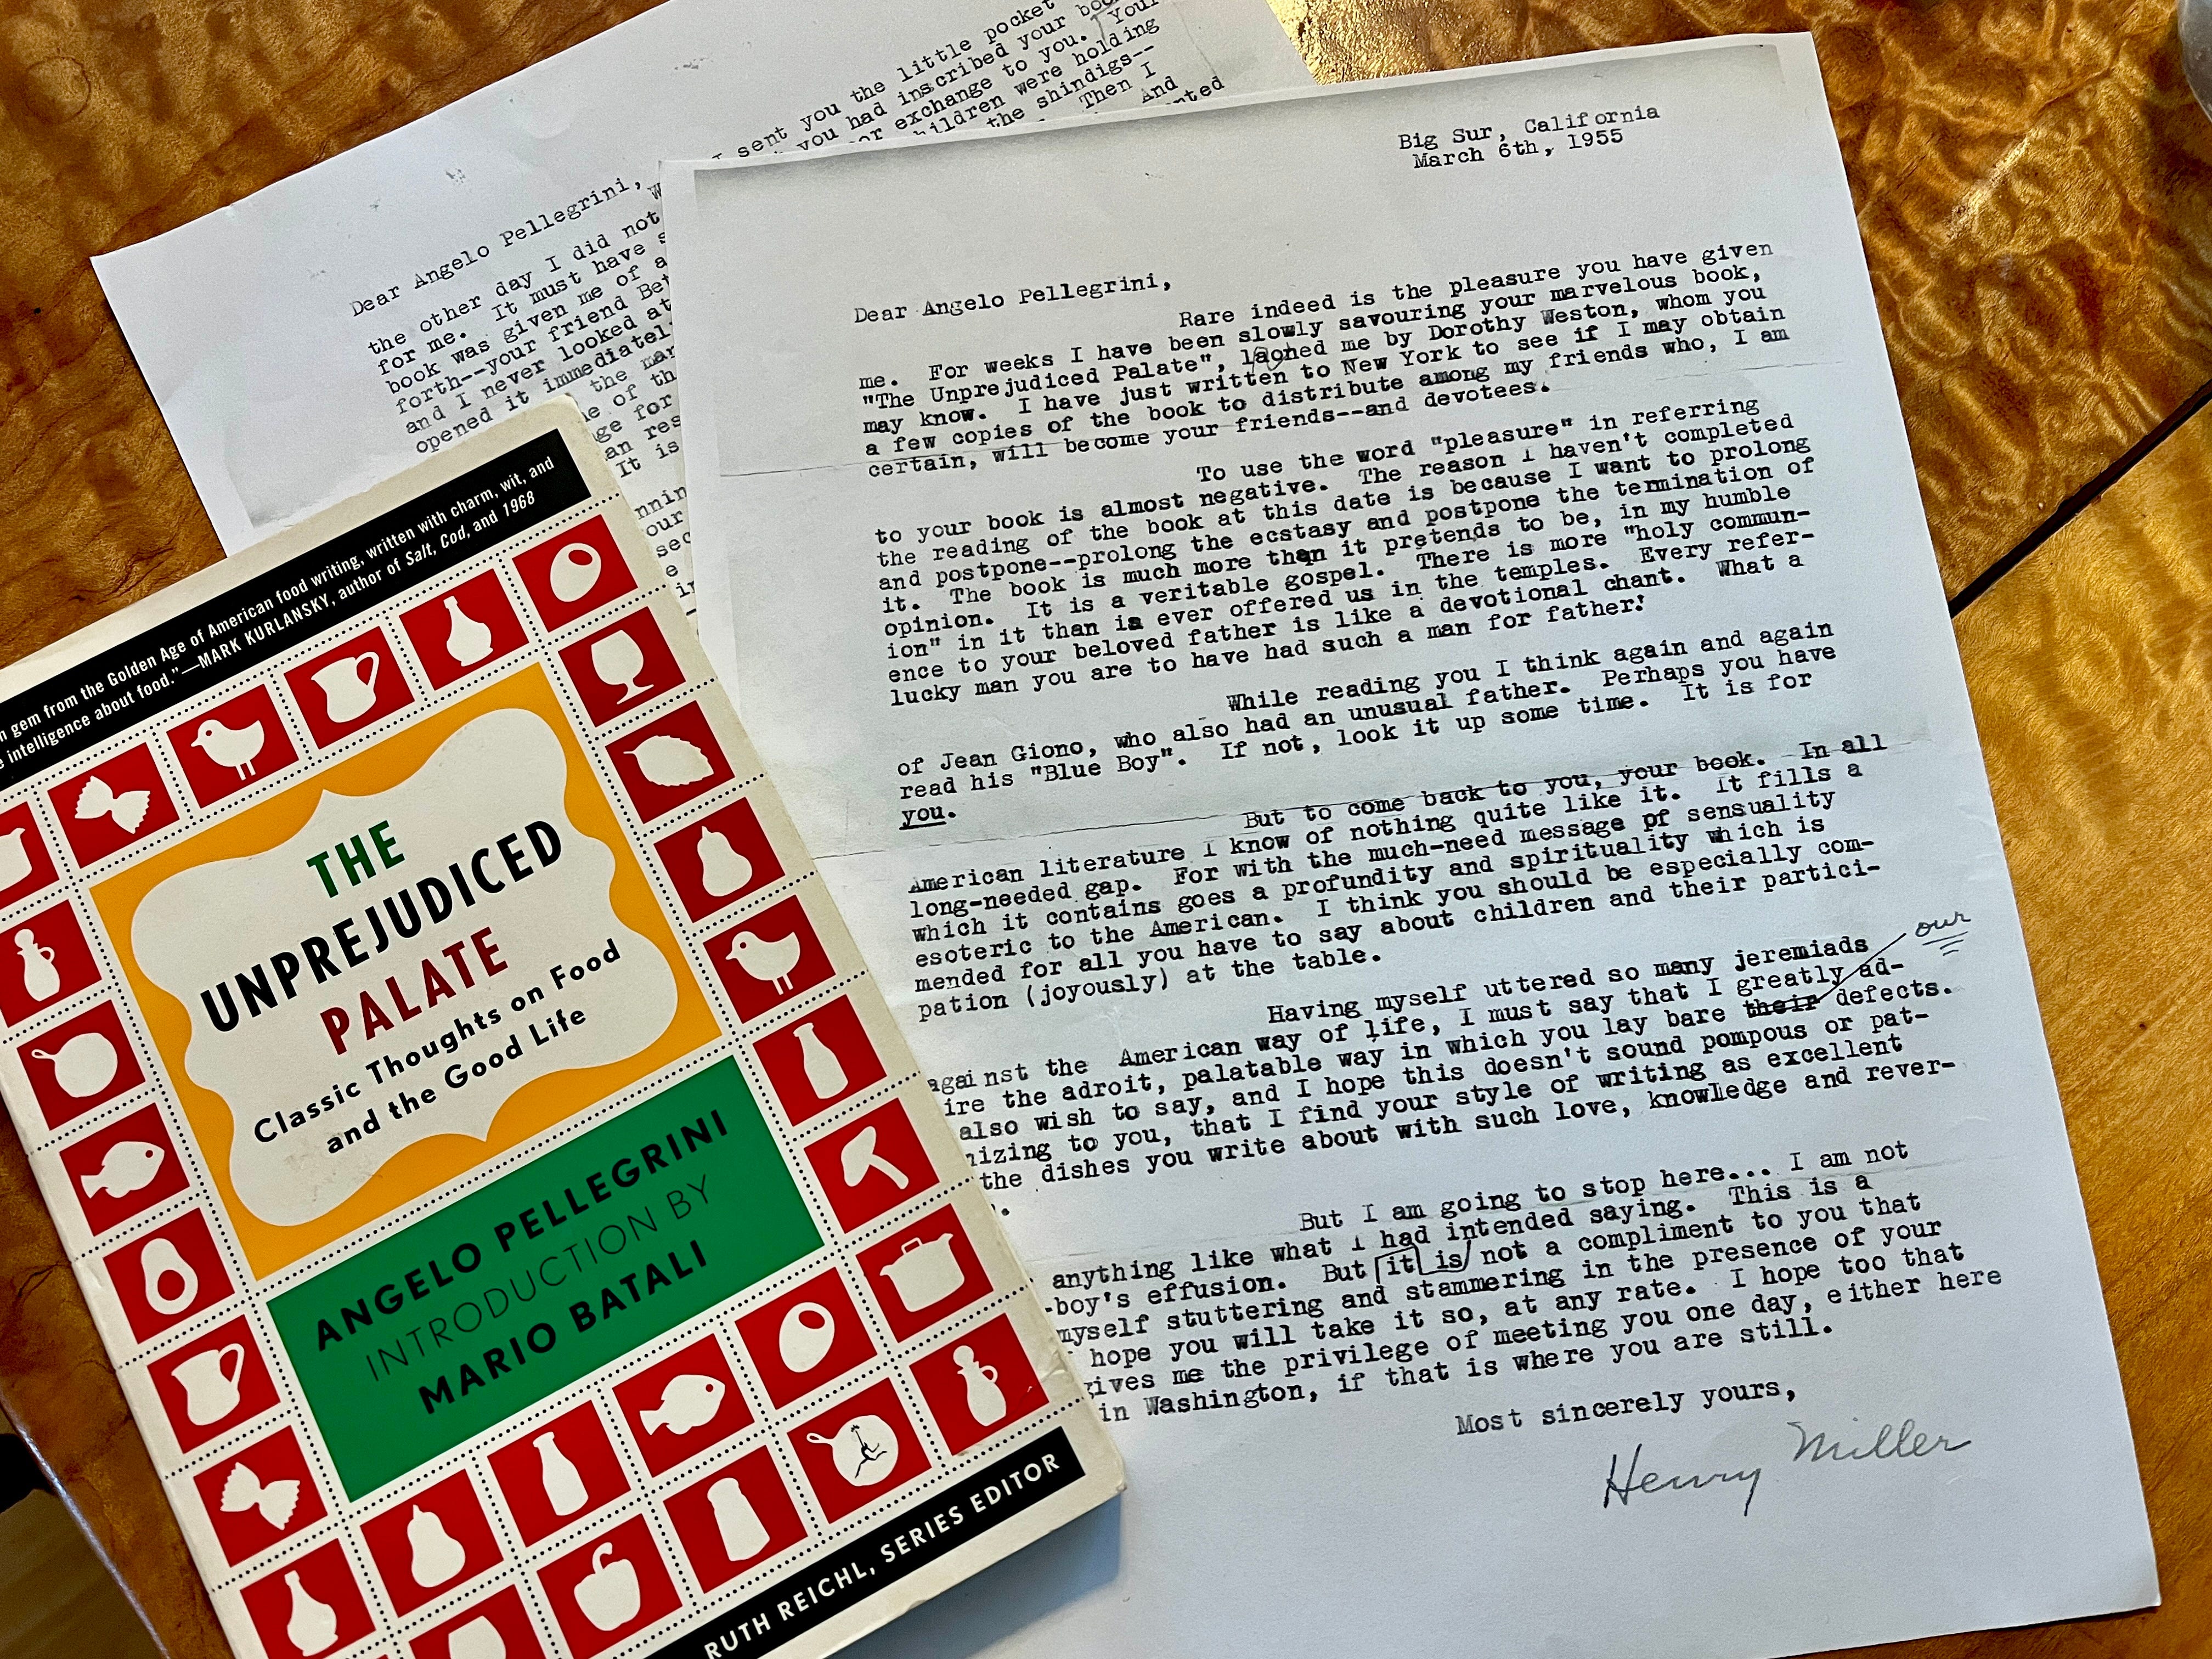 I sent you the little pocket
you had inscribed your
or exchange to you. Your
children were holding
the shindigs--
Then I
And
Dear Angelo Pellegrini,
the other day I did not
for me. It must have
book was given me of a
forth--your friend
and I never looked at
opened it
the
of
for
an
It is
Big Sur, California
March 6th, 1955
Dear Angelo Pellegrini,
Rare indeed is the pleasure you have given
me. For weeks I have been slowly savouring your marvelous book,
"The Unprejudiced Palate", me by Dorothy Weston, whom you
may know. I have just written to New York to see if I may obtain
a few copies of the book to distribute among my friends who, I am
certain, will become your friends--and devotees.
To use the word "pleasure" in referring
to your book is almost negative. The reason I haven't completed
the reading of the book at this date is because I want to prolong
and postpone--prolong the ecstasy and postpone the termination of
it. The book is much more than it pretends to be, in my humble
opinion. It is a veritable gospel. There is more "holy commun-
ion" in it than is ever offered us in the temples. Every refer-
ence to your beloved father is like a devotional chant. What a
lucky man you are to have had such a man for father!
While reading you I think again and again
of Jean Giono, who also had an unusual father. Perhaps you have
read his "Blue Boy". If not, look it up some time. It is for
you.
But to come back to you, your book. In all
American literature I know of nothing quite like it. It fills a
long-needed gap. For with the much-need message of sensuality
which it contains goes a profundity and spirituality which is
esoteric to the American. I think you should be especially com-
mended for all you have to say about children and their partici-
pation (joyously) at the table.
Having myself uttered so many jeremiads
against the American way of life, I must say that I greatly ad-
ire the adroit, palatable way in which you lay bare their our defects.
also wish to say, and I hope this doesn't sound pompous or pat-
nizing to you, that I find your style of writing as excellent
the dishes you write about with such love, knowledge and rever-
.
But I am going to stop here... I am not
anything like what I had intended saying. This is a
-boy's effusion. But it is not a compliment to you that
myself stuttering and stammering in the presence of your
hope you will take it so, at any rate. I hope too that
gives me the privilege of meeting you one day, either here
in Washington, if that is where you are still.
Most sincerely yours,
Henry Miller
gem from the Golden Age of American food writing, written with charm, wit, and
intelligence about food."—MARK KURLANSKY, author of Salt, Cod, and 1968
THE
UNPREJUDICED
PALATE
Classic Thoughts on Food
and the Good Life
ANGELO PELLEGRINI
INTRODUCTION BY
MARIO BATALI
RUTH REICHL, SERIES EDITOR